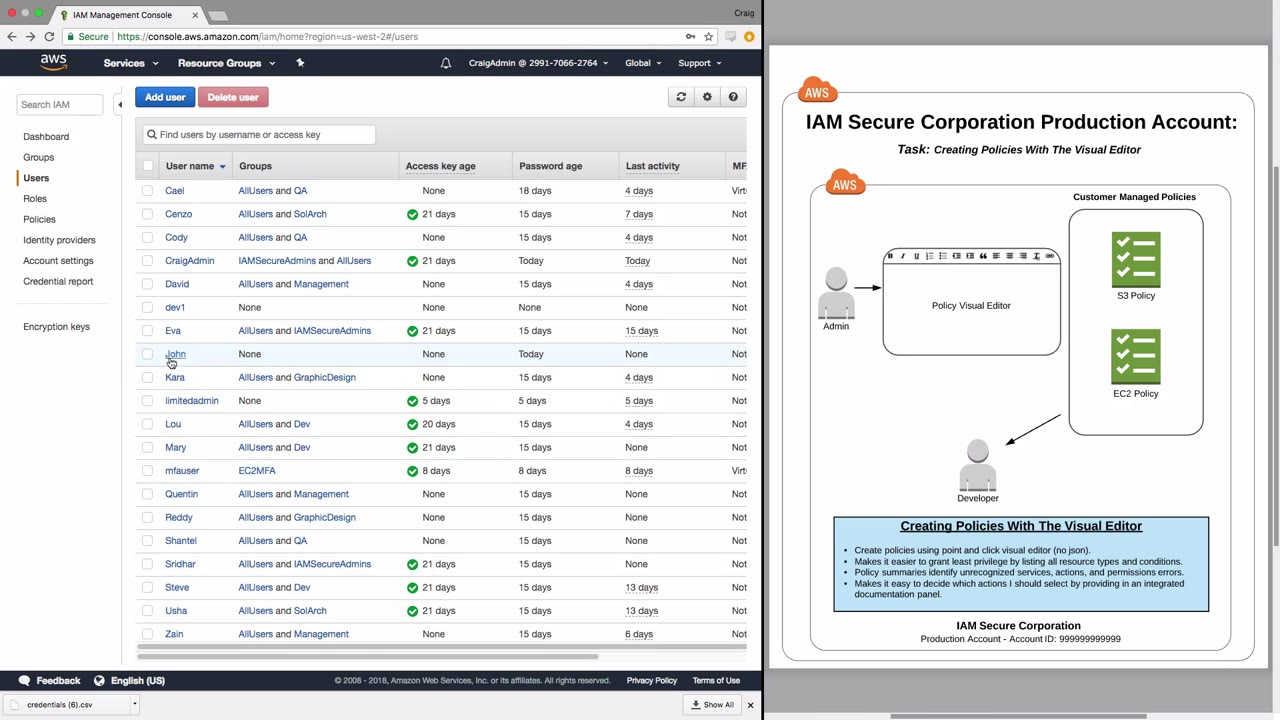 IAM Management Console
Craig
Secure
https://console.aws.amazon.com/iam/home?region=us-west-2#/users
aws
Services
Resource Groups
CraigAdmin @ 2991-7066-2764
Global
Support
Search IAM
Dashboard
Groups
Users
Roles
Policies
Identity providers
Account settings
Credential report
Encryption keys
Add user
Delete user
Find users by username or access key
User name Groups Access key age Password age Last activity MF
Cael AllUsers and QA None 18 days 4 days Virt
Cenzo AllUsers and SolArch 21 days 15 days 7 days Not
Cody AllUsers and QA None 15 days 4 days Not
CraigAdmin IAMSecureAdmins and AllUsers 21 days Today Today Not
David AllUsers and Management None 15 days 4 days Not
dev1 None None None None Not
Eva AllUsers and IAMSecureAdmins 21 days 15 days 15 days Not
John None None Today None Not
Kara AllUsers and GraphicDesign None 15 days 4 days Not
limitedadmin None 5 days 5 days 5 days Not
Lou AllUsers and Dev 20 days 15 days 4 days Not
Mary AllUsers and Dev 21 days 15 days None Not
mfauser EC2MFA 8 days 8 days 8 days Virt
Quentin AllUsers and Management None 15 days None Not
Reddy AllUsers and GraphicDesign None 15 days None Not
Shantel AllUsers and QA None 15 days None Not
Sridhar AllUsers and IAMSecureAdmins 21 days 15 days None Not
Steve AllUsers and Dev 21 days 15 days 13 days Not
Usha AllUsers and SolArch 21 days 15 days 13 days Not
Zain AllUsers and Management None 15 days 6 days Not
Feedback
English (US)
© 2008 - 2018, Amazon Web Services, Inc. or its affiliates. All rights reserved.
Privacy Policy
Terms of Use
credentials (6).csv
Show All
AWS
IAM Secure Corporation Production Account:
Task: Creating Policies With The Visual Editor
AWS
Customer Managed Policies
Policy Visual Editor
Admin
S3 Policy
EC2 Policy
Developer
Creating Policies With The Visual Editor
• Create policies using point and click visual editor (no json).
• Makes it easier to grant least privilege by listing all resource types and conditions.
• Policy summaries identify unrecognized services, actions, and permissions errors.
• Makes it easy to decide which actions I should select by providing in an integrated
documentation panel.
IAM Secure Corporation
Production Account - Account ID: 999999999999